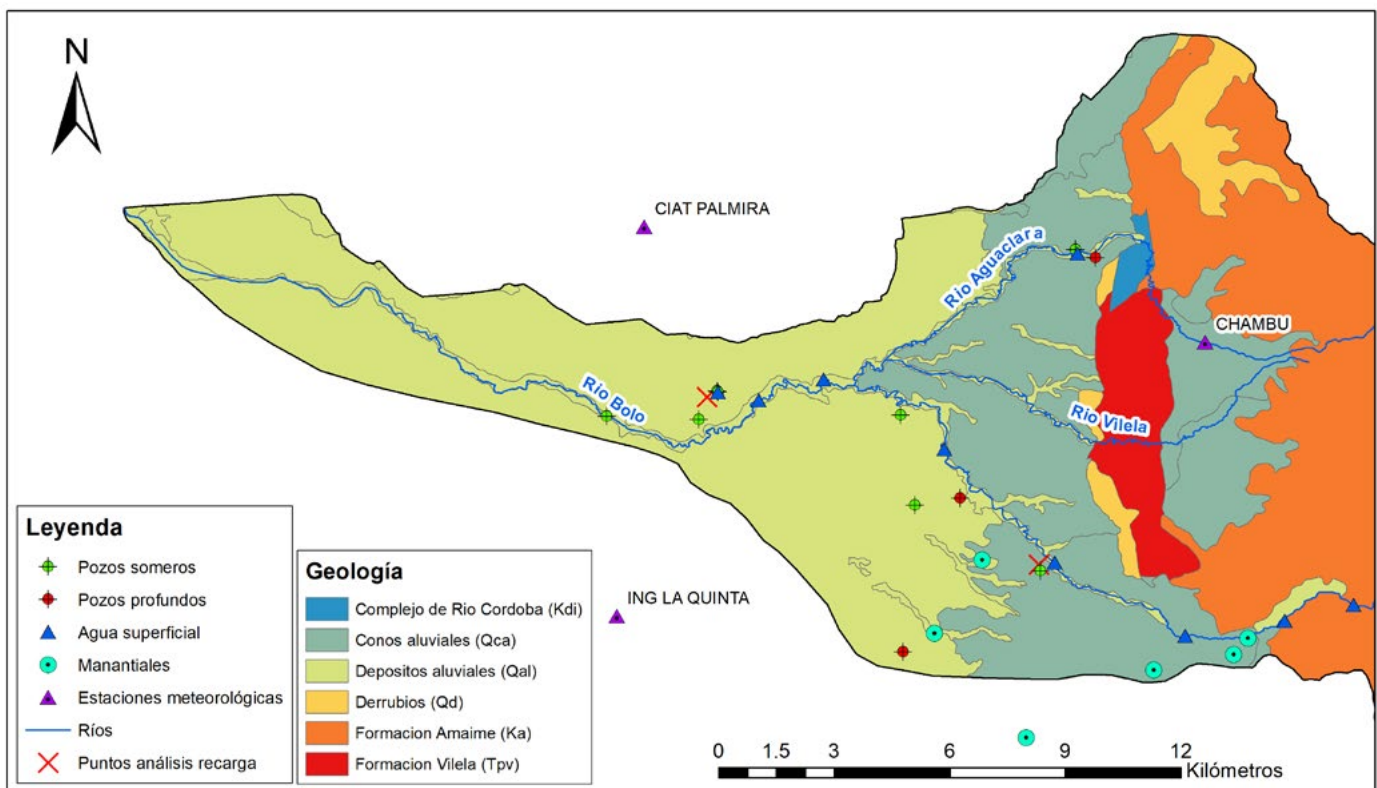 N
CIAT PALMIRA
Río Aguaclara
CHAMBU
Río Bolo
Rio Vilela
ING LA QUINTA
Leyenda
Pozos someros
Pozos profundos
Agua superficial
Manantiales
Estaciones meteorológicas
Ríos
Puntos análisis recarga
Geología
Complejo de Rio Cordoba (Kdi)
Conos aluviales (Qca)
Depositos aluviales (Qal)
Derrubios (Qd)
Formacion Amaime (Ka)
Formacion Vilela (Tpv)
0 1.5 3 6 9 12
Kilómetros